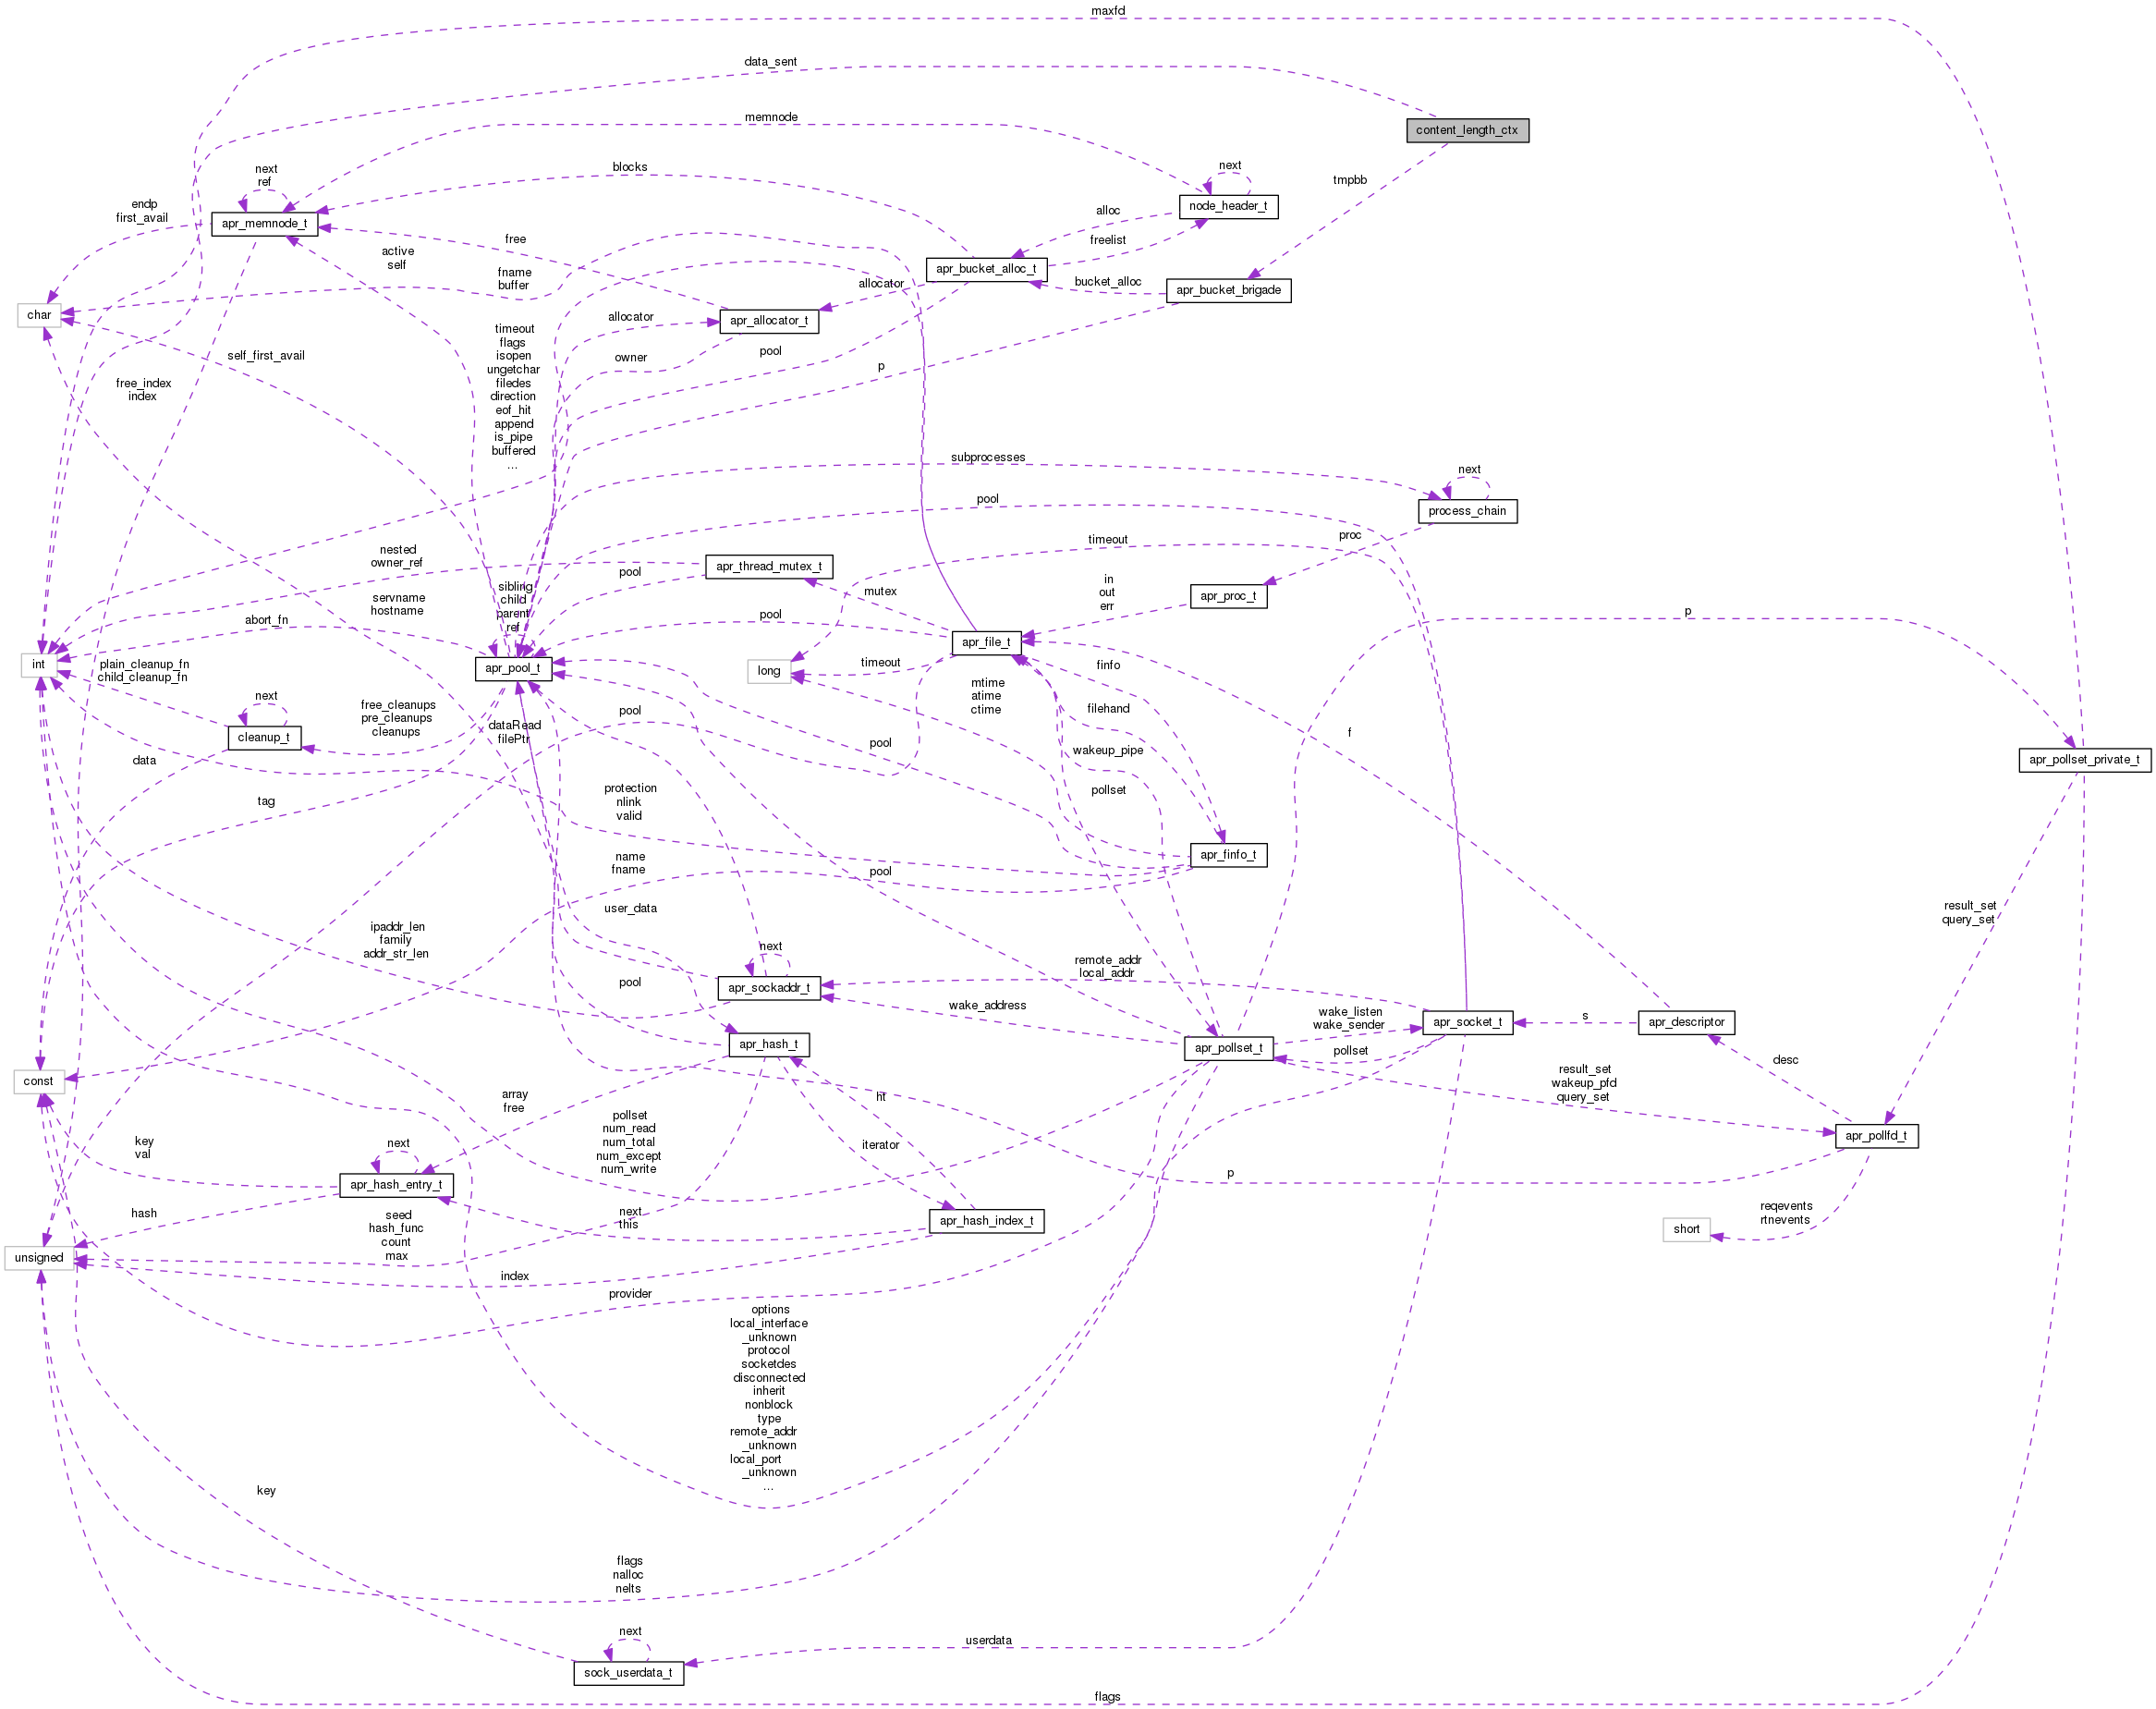 maxfd
data_sent
content_length_ctx
memnode
next
ref
blocks
next
tmpbb
endp
first_avail
apr_memnode_t
node_header_t
alloc
freelist
active
self
free
fname
buffer
apr_bucket_alloc_t
bucket_alloc
apr_bucket_brigade
allocator
char
allocator
apr_allocator_t
timeout
flags
isopen
ungetchar
filedes
direction
eof_hit
append
is_pipe
buffered
...
self_first_avail
owner
pool
p
free_index
index
subprocesses
next
process_chain
pool
proc
timeout
nested
owner_ref
apr_thread_mutex_t
pool
in
out
err
apr_proc_t
mutex
servname
hostname
sibling
child
parent
ref
abort_fn
pool
apr_file_t
p
int
apr_pool_t
long
timeout
finfo
plain_cleanup_fn
child_cleanup_fn
next
cleanup_t
free_cleanups
pre_cleanups
cleanups
dataRead
filePtr
pool
mtime
atime
ctime
filehand
f
data
pool
wakeup_pipe
apr_pollset_private_t
tag
protection
nlink
valid
pollset
name
fname
pool
apr_finfo_t
user_data
ipaddr_len
family
addr_str_len
next
apr_sockaddr_t
remote_addr
local_addr
result_set
query_set
wake_address
wake_listen
wake_sender
apr_socket_t
s
apr_descriptor
pool
apr_hash_t
apr_pollset_t
pollset
desc
const
array
free
ht
result_set
wakeup_pfd
query_set
pollset
num_read
num_total
num_except
num_write
iterator
apr_pollfd_t
key
val
next
apr_hash_entry_t
p
hash
next
this
apr_hash_index_t
reqevents
rtnevents
short
seed
hash_func
count
max
unsigned
index
provider
options
local_interface
_unknown
protocol
socketdes
disconnected
inherit
nonblock
type
remote_addr
_unknown
local_port
_unknown
...
key
flags
nalloc
nelts
next
userdata
sock_userdata_t
flags